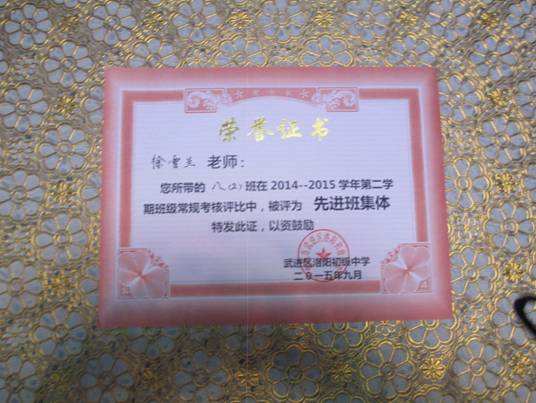 荣誉证书
徐雪兰 老师：
您所带的 八（2）班在 2014--2015 学年第二学
期班级常规考核评比中，被评为 先进班集体
特发此证，以资鼓励
武进区洛阳初级中学
二〇一五年九月